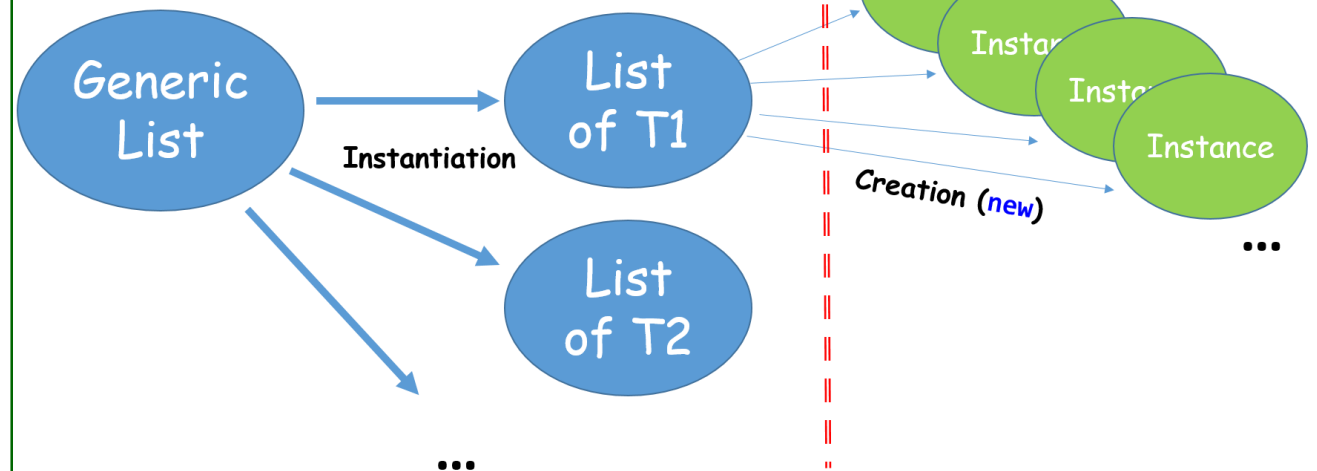 Generic
List
Instantiation
List
of T1
List
of T2
...
Creation (new)
Instance
...